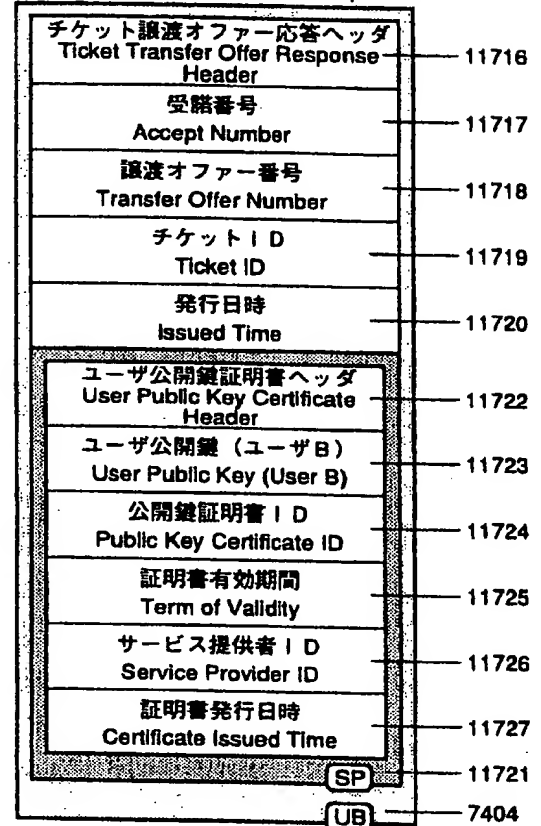 チケット譲渡オファー応答ヘッダ
Ticket Transfer Offer Response
Header
11716
受諾番号
Accept Number
11717
譲渡オファー番号
Transfer Offer Number
11718
チケットID
Ticket ID
11719
発行日時
Issued Time
11720
ユーザ公開鍵証明書ヘッダ
User Public Key Certificate
Header
11722
ユーザ公開鍵（ユーザB）
User Public Key (User B)
11723
公開鍵証明書ID
Public Key Certificate ID
11724
証明書有効期間
Term of Validity
11725
サービス提供者ID
Service Provider ID
11726
証明書発行日時
Certificate Issued Time
11727
SP
11721
UB
7404